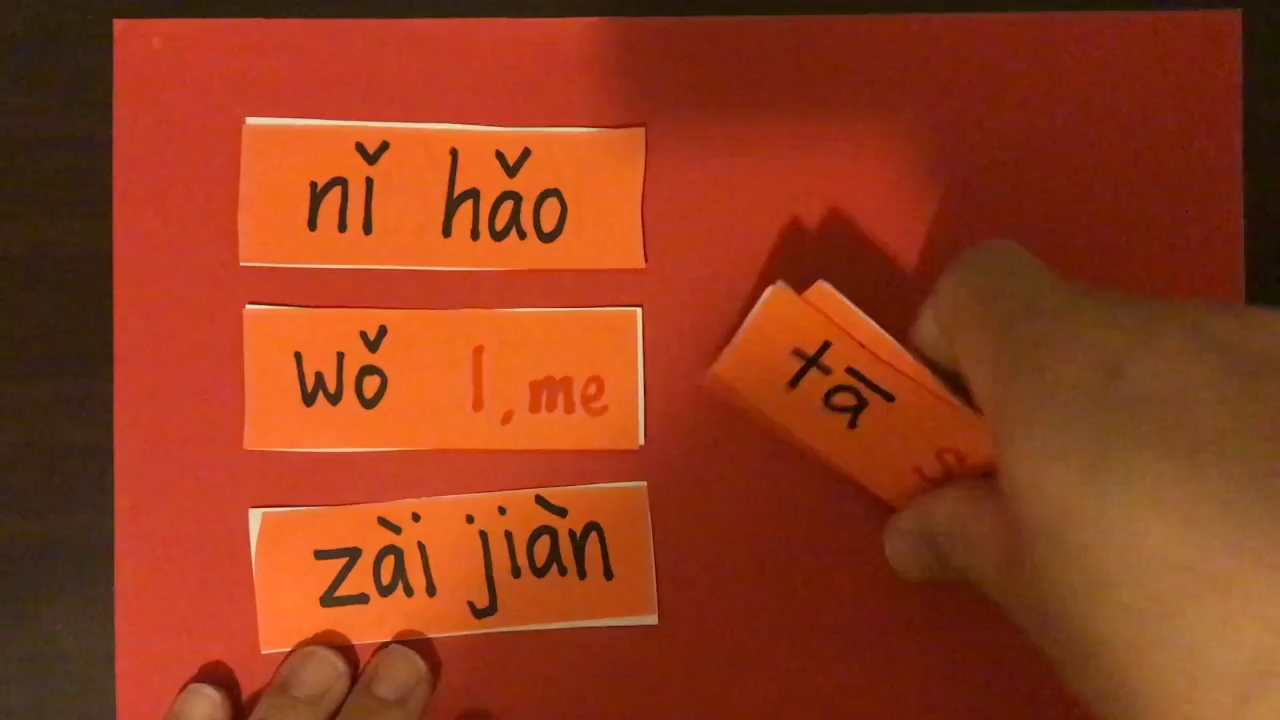 nǐ hǎo
wǒ I, me
zài jiàn
tā